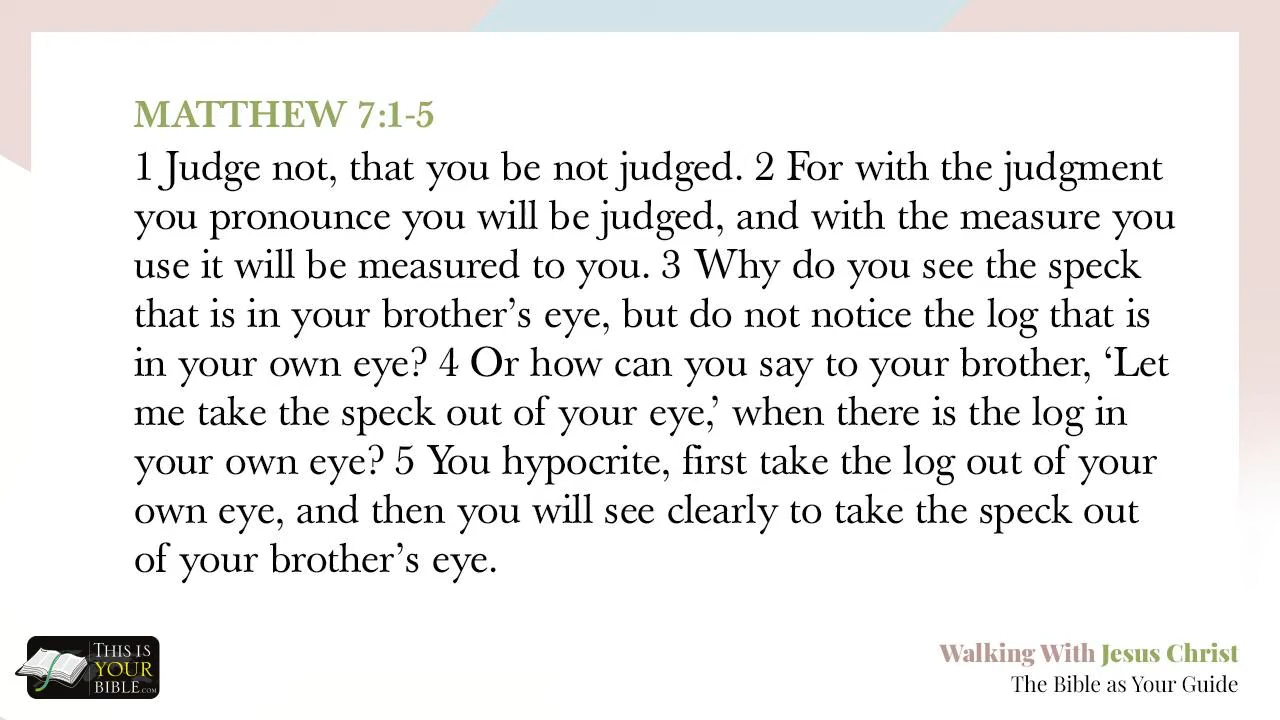 MATTHEW 7:1-5
1 Judge not, that you be not judged. 2 For with the judgment
you pronounce you will be judged, and with the measure you
use it will be measured to you. 3 Why do you see the speck
that is in your brother’s eye, but do not notice the log that is
in your own eye? 4 Or how can you say to your brother, ‘Let
me take the speck out of your eye,’ when there is the log in
your own eye? 5 You hypocrite, first take the log out of your
own eye, and then you will see clearly to take the speck out
of your brother’s eye.
THIS IS
YOUR
BIBLE.COM
Walking With Jesus Christ
The Bible as Your Guide